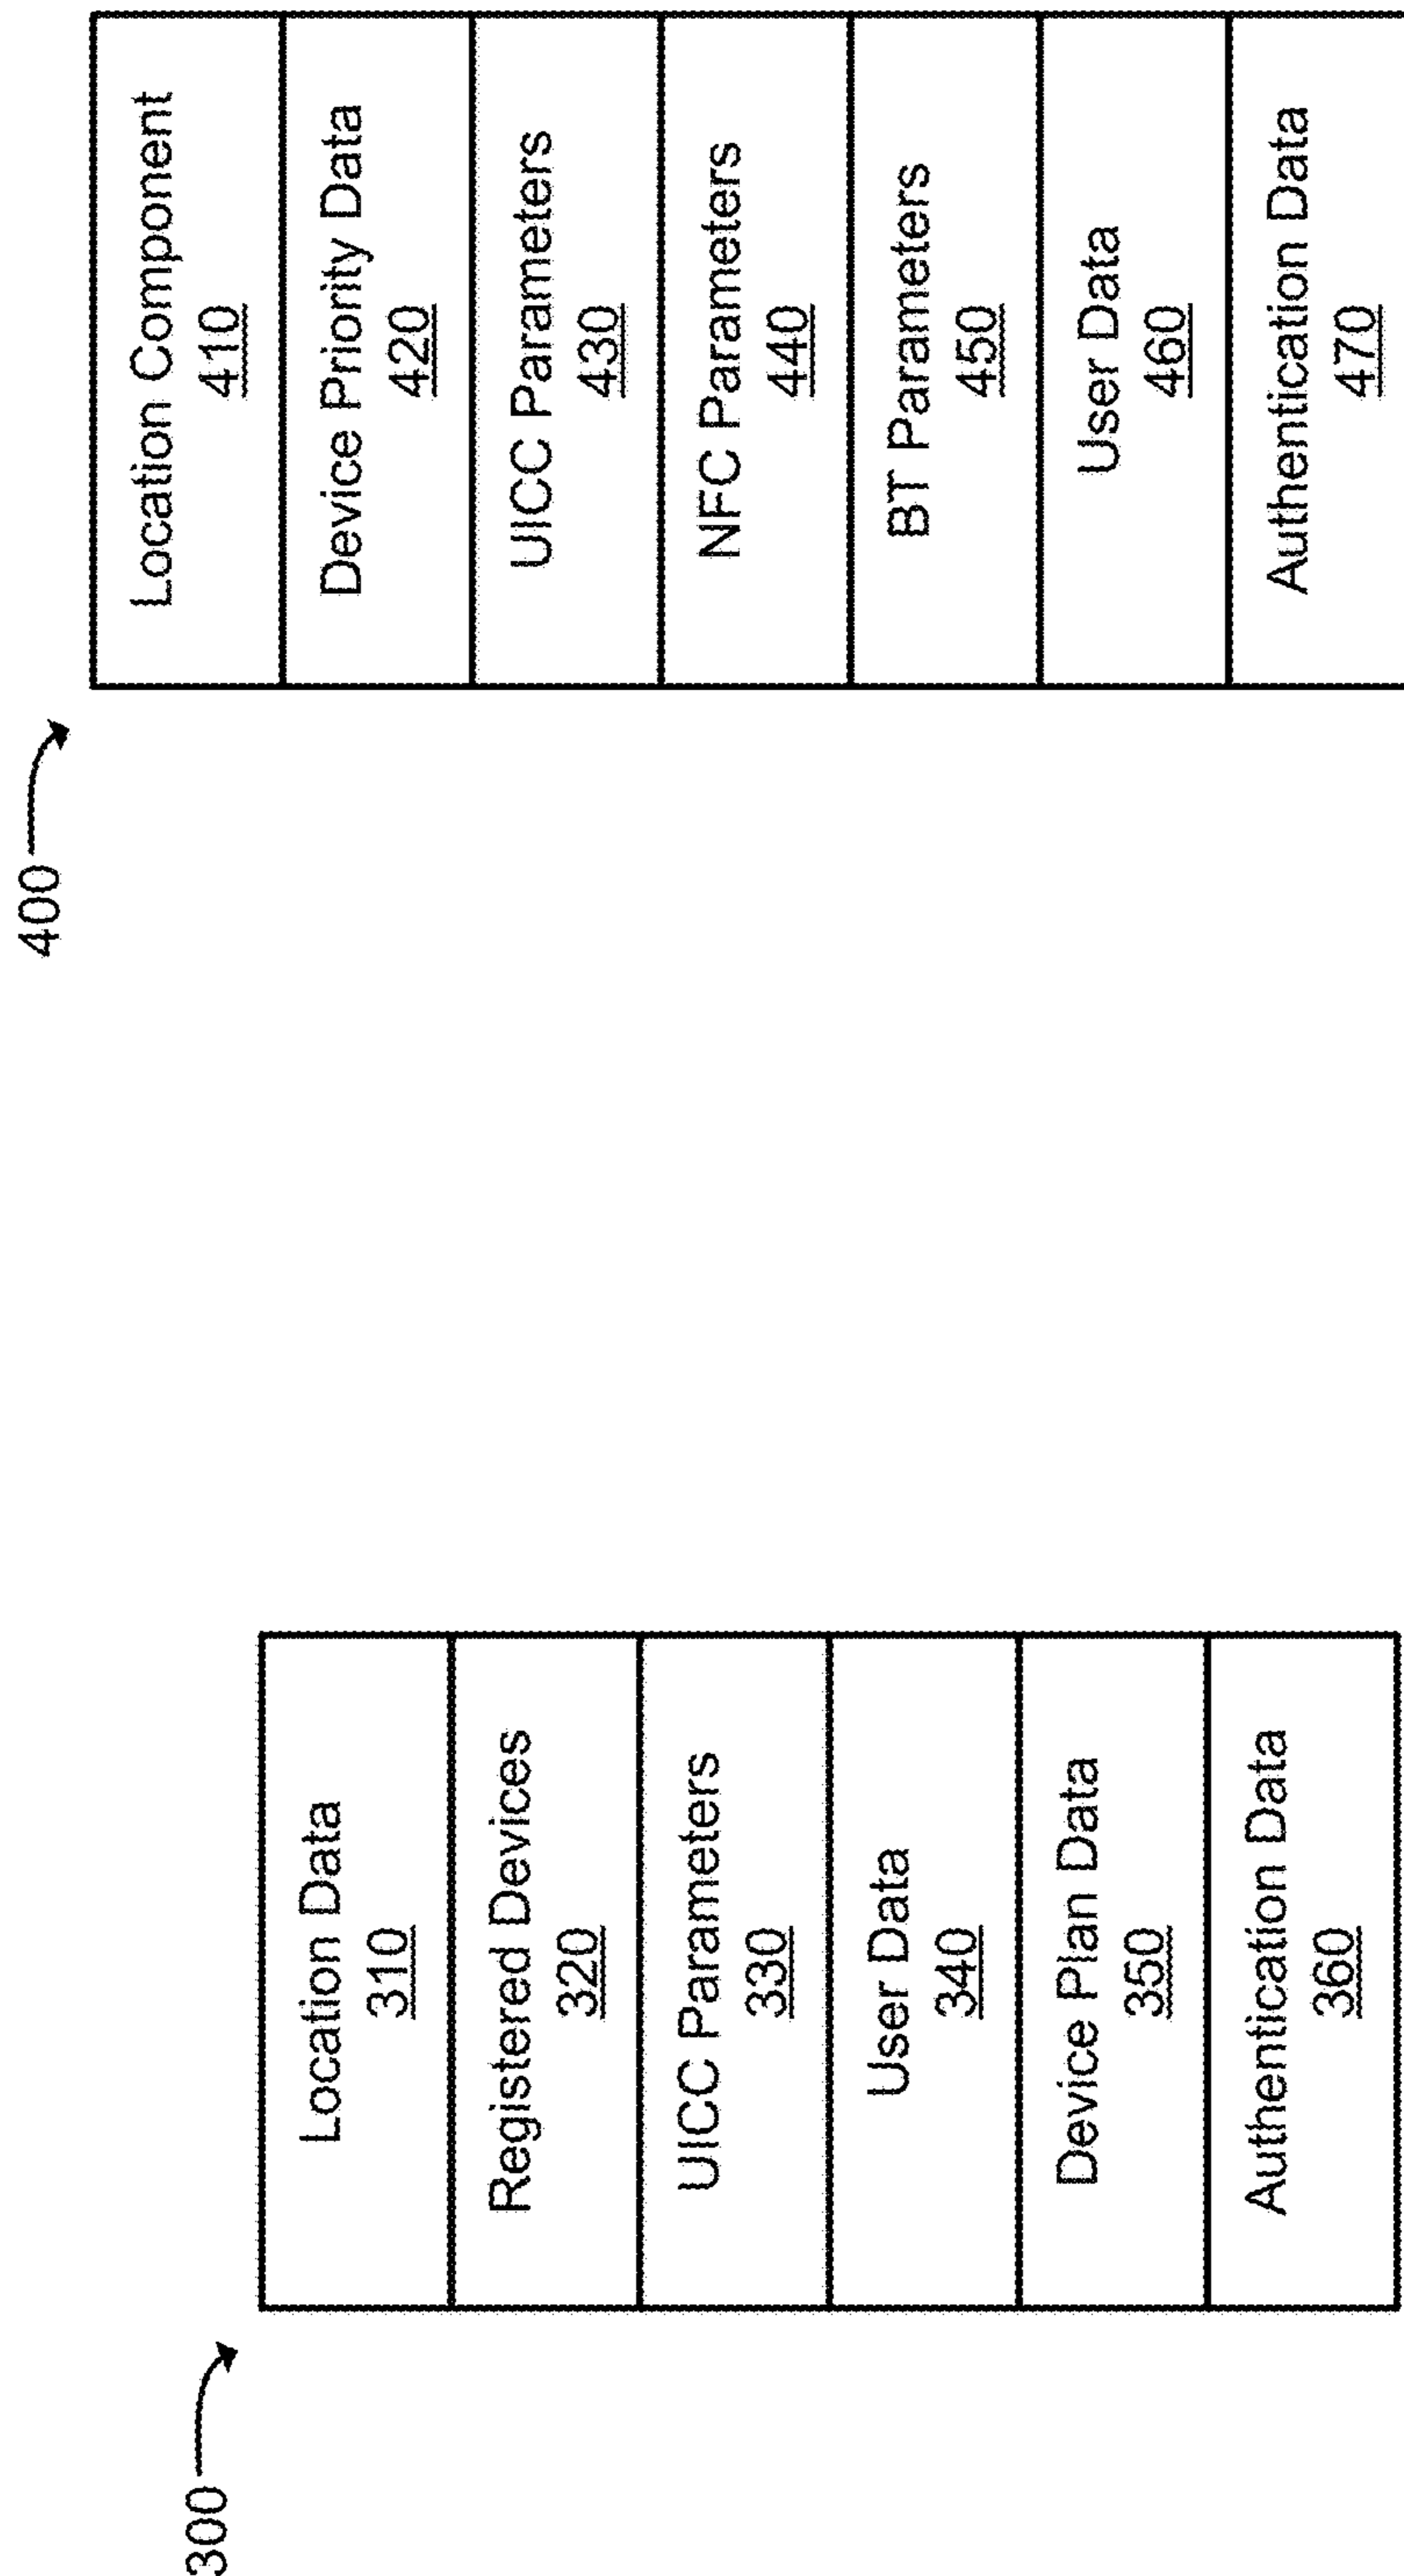 300
Location Data
310
Registered Devices
320
UICC Parameters
330
User Data
340
Device Plan Data
350
Authentication Data
360
400
Location Component
410
Device Priority Data
420
UICC Parameters
430
NFC Parameters
440
BT Parameters
450
User Data
460
Authentication Data
470